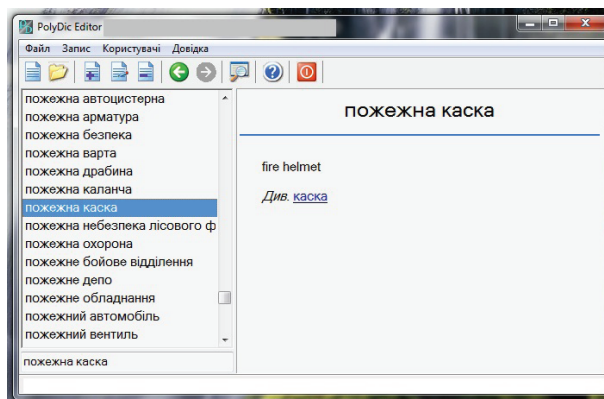 PolyDic Editor
Файл Запис Користувачі Довідка
пожежна автоцистерна
пожежна арматура
пожежна безпека
пожежна варта
пожежна драбина
пожежна каланча
пожежна каска
пожежна небезпека лісового ф
пожежна охорона
пожежне бойове відділення
пожежне депо
пожежне обладнання
пожежний автомобіль
пожежний вентиль
пожежна каска
пожежна каска
fire helmet
Див. каска